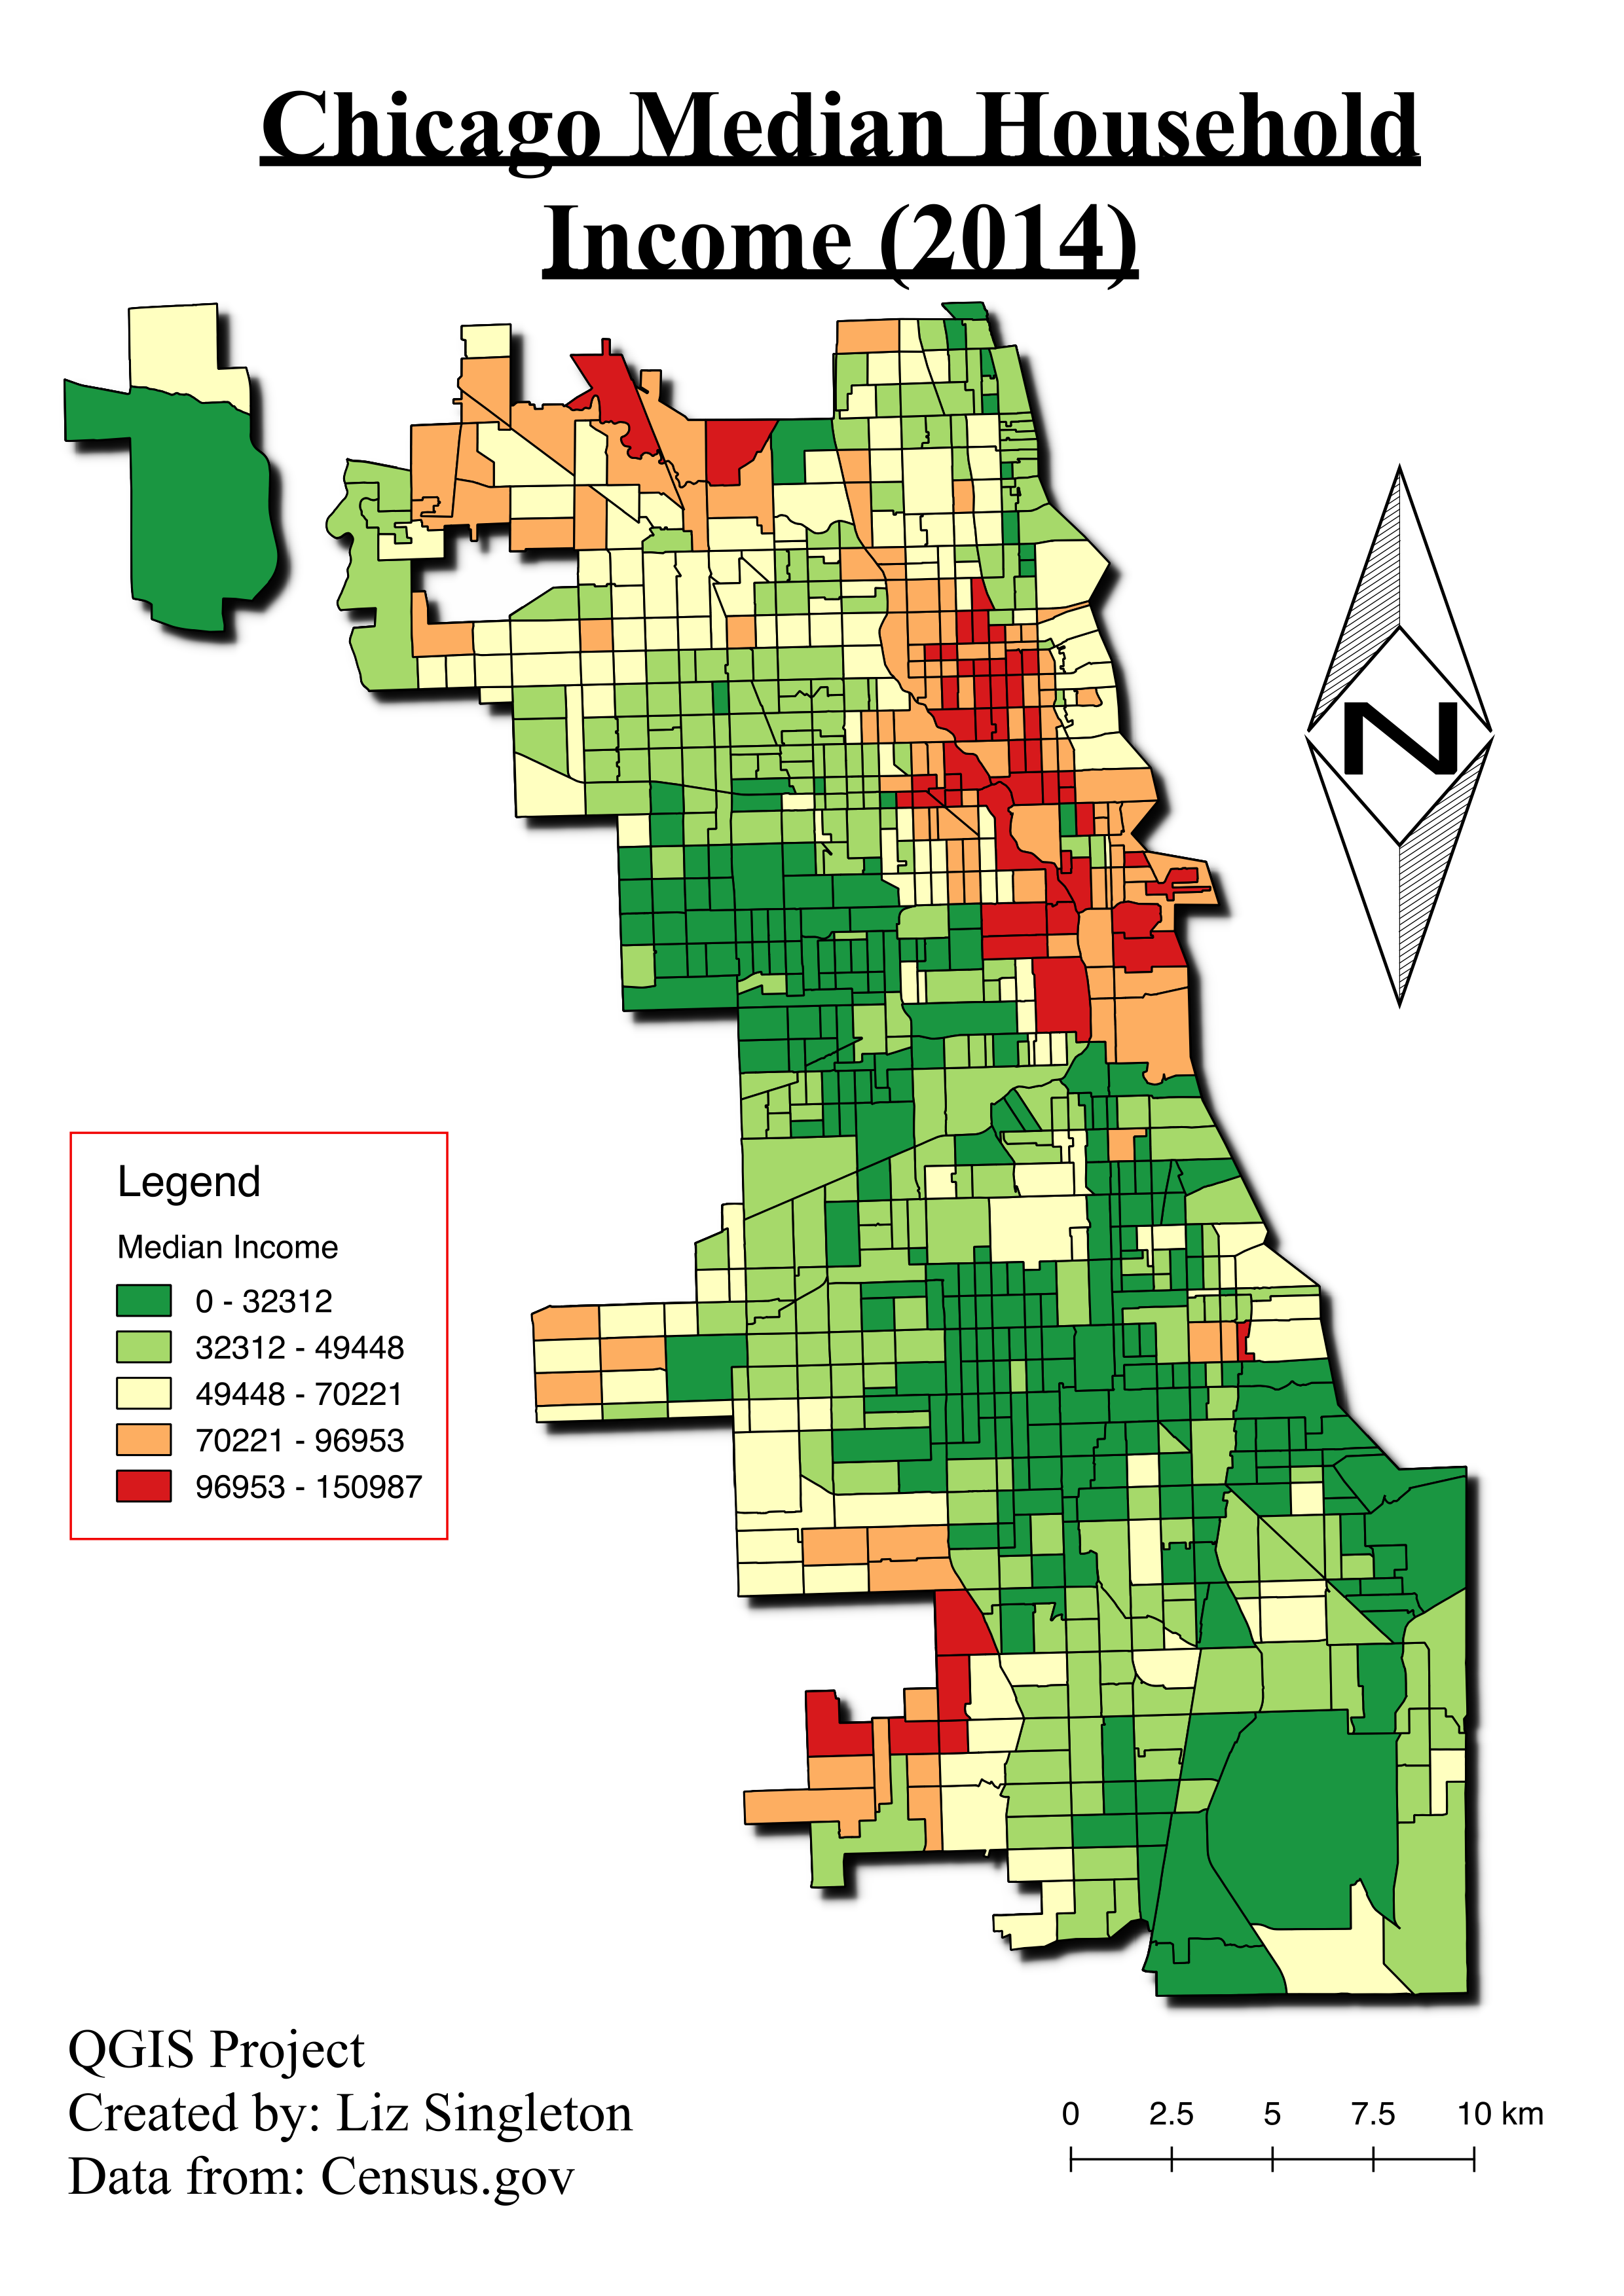 Chicago Median Household
Income (2014)
N
Legend
Median Income
0 - 32312
32312 - 49448
49448 - 70221
70221 - 96953
96953 - 150987
QGIS Project
Created by: Liz Singleton
Data from: Census.gov
0 2.5 5 7.5 10 km